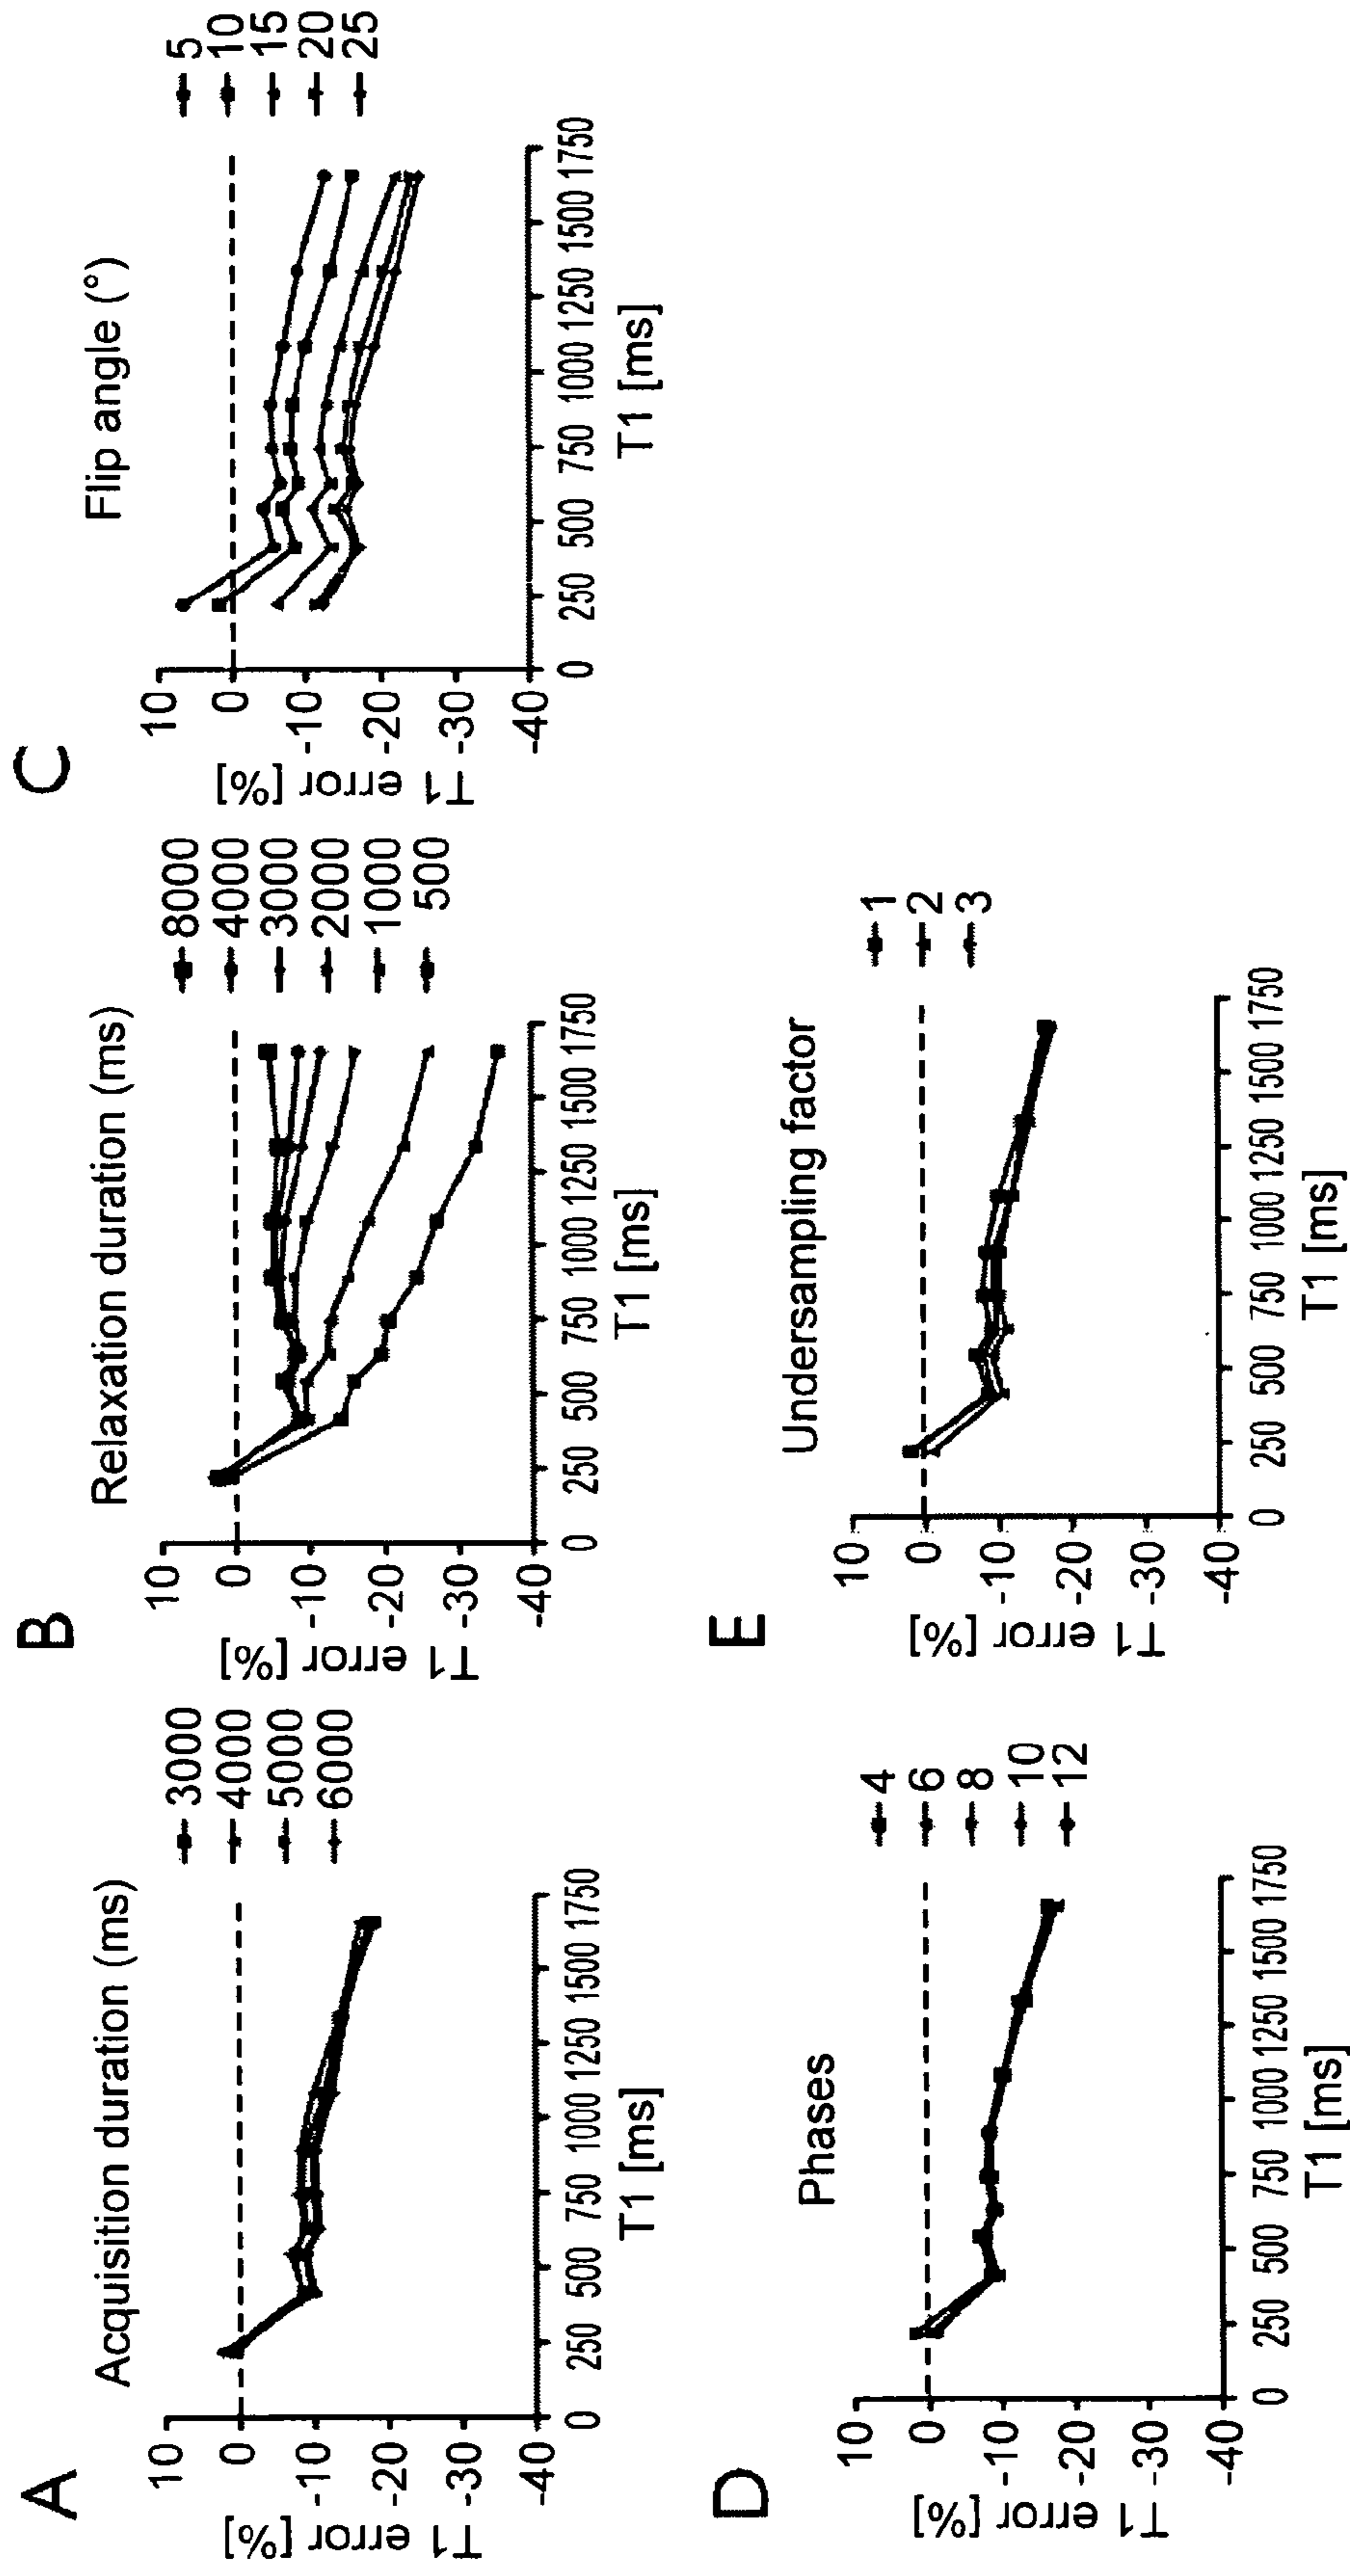 A
Acquisition duration (ms)
T1 error [%]
10
0
-10
-20
-30
-40
0 250 500 750 1000 1250 1500 1750
T1 [ms]
3000
4000
5000
6000
B
Relaxation duration (ms)
T1 error [%]
10
0
-10
-20
-30
-40
0 250 500 750 1000 1250 1500 1750
T1 [ms]
8000
4000
3000
2000
1000
500
C
Flip angle (°)
T1 error [%]
10
0
-10
-20
-30
-40
0 250 500 750 1000 1250 1500 1750
T1 [ms]
5
10
15
20
25
D
Phases
T1 error [%]
10
0
-10
-20
-30
-40
0 250 500 750 1000 1250 1500 1750
T1 [ms]
4
6
8
10
12
E
Undersampling factor
T1 error [%]
10
0
-10
-20
-30
-40
0 250 500 750 1000 1250 1500 1750
T1 [ms]
1
2
3